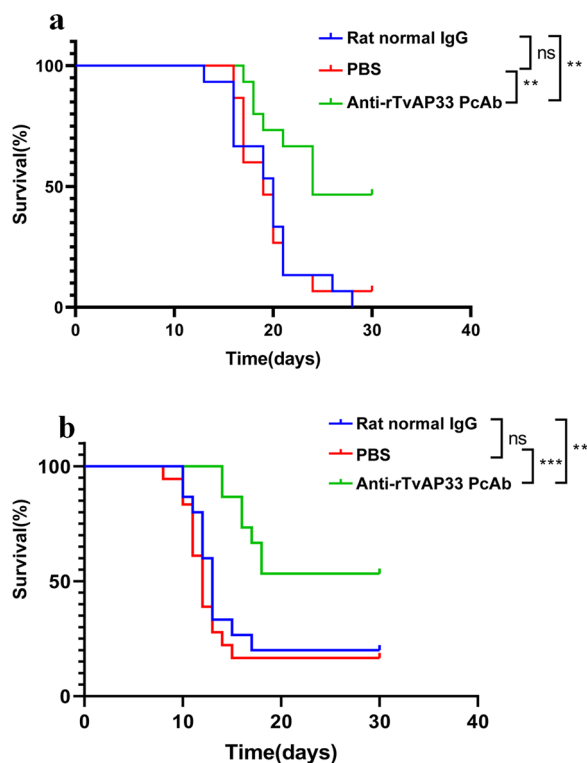 a
Rat normal IgG
PBS
Anti-rTvAP33 PcAb
ns
**
**
Survival(%)
100
50
0
0 10 20 30 40
Time(days)
b
Rat normal IgG
PBS
Anti-rTvAP33 PcAb
ns
***
**
Survival(%)
100
50
0
0 10 20 30 40
Time(days)